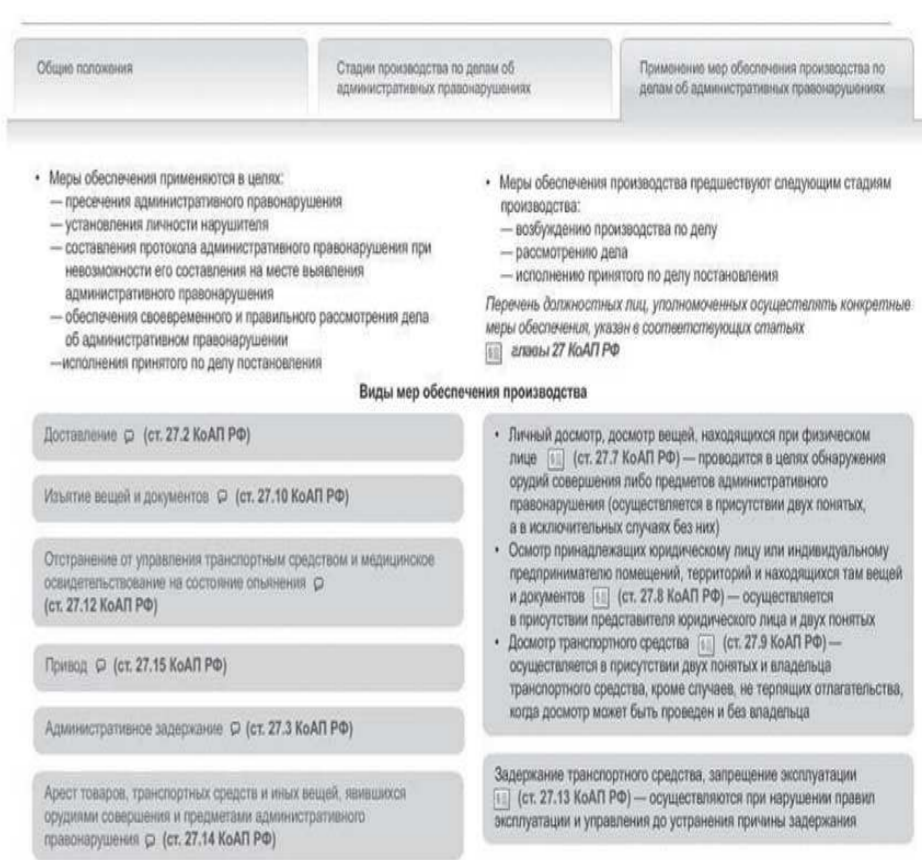 Общие положения
Стадии производства по делам об
административных правонарушениях
Применение мер обеспечения производства по
делам об административных правонарушениях
• Меры обеспечения применяются в целях:
— пресечения административного правонарушения
— установления личности нарушителя
— составления протокола административного правонарушения при
невозможности его составления на месте выявления
административного правонарушения
— обеспечения своевременного и правильного рассмотрения дела
об административном правонарушении
—исполнения принятого по делу постановления
• Меры обеспечения производства предшествуют следующим стадиям
производства:
— возбуждению производства по делу
— рассмотрению дела
— исполнению принятого по делу постановления
Перечень должностных лиц, уполномоченных осуществлять конкретные
меры обеспечения, указан в соответствующих статьях
главы 27 КоАП РФ
Виды мер обеспечения производства
Доставление (ст. 27.2 КоАП РФ)
Изъятие вещей и документов (ст. 27.10 КоАП РФ)
Отстранение от управления транспортным средством и медицинское
освидетельствование на состояние опьянения
(ст. 27.12 КоАП РФ)
Привод (ст. 27.15 КоАП РФ)
Административное задержание (ст. 27.3 КоАП РФ)
Арест товаров, транспортных средств и иных вещей, явившихся
орудиями совершения и предметами административного
правонарушения (ст. 27.14 КоАП РФ)
• Личный досмотр, досмотр вещей, находящихся при физическом
лице (ст. 27.7 КоАП РФ) — проводится в целях обнаружения
орудий совершения либо предметов административного
правонарушения (осуществляется в присутствии двух понятых,
а в исключительных случаях без них)
• Осмотр принадлежащих юридическому лицу или индивидуальному
предпринимателю помещений, территорий и находящихся там вещей
и документов (ст. 27.8 КоАП РФ) — осуществляется
в присутствии представителя юридического лица и двух понятых
• Досмотр транспортного средства (ст. 27.9 КоАП РФ) —
осуществляется в присутствии двух понятых и владельца
транспортного средства, кроме случаев, не терпящих отлагательства,
когда досмотр может быть проведен и без владельца
Задержание транспортного средства, запрещение эксплуатации
(ст. 27.13 КоАП РФ) — осуществляются при нарушении правил
эксплуатации и управления до устранения причины задержания